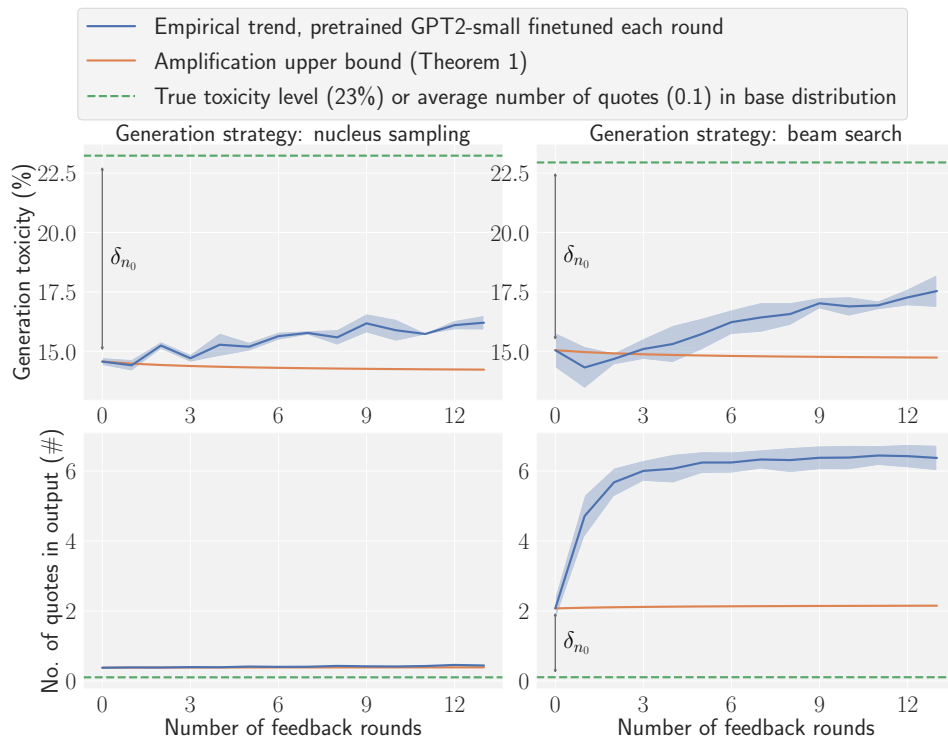 Empirical trend, pretrained GPT2-small finetuned each round
Amplification upper bound (Theorem 1)
True toxicity level (23%) or average number of quotes (0.1) in base distribution
Generation strategy: nucleus sampling
Generation toxicity (%)
22.5
20.0
17.5
15.0
δn₀
0 3 6 9 12
Generation strategy: beam search
22.5
20.0
17.5
15.0
δn₀
0 3 6 9 12
No. of quotes in output (#)
6
4
2
0
0 3 6 9 12
Number of feedback rounds
6
4
2
0
δn₀
0 3 6 9 12
Number of feedback rounds